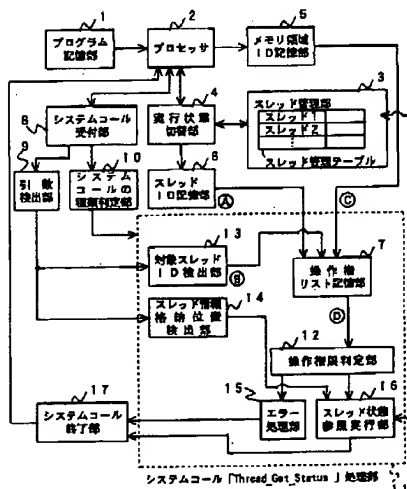 1
プログラム
記憶部
2
プロセッサ
5
メモリ領域
ID記憶部
3
スレッド管理部
スレッド1
スレッド2
スレッド管理テーブル
4
実行状態
切替部
8
システムコール
受付部
9
引数
検出部
10
システム
コールの
種類判定部
6
スレッド
ID記憶部
A
C
13
対象スレッド
ID検出部
B
7
操作権
リスト記憶部
14
スレッド情報
格納位置
検出部
D
12
操作権限判定部
15
エラー
処理部
16
スレッド状態
参照実行部
17
システムコール
終了部
システムコール「Thread_Get_Status」処理部